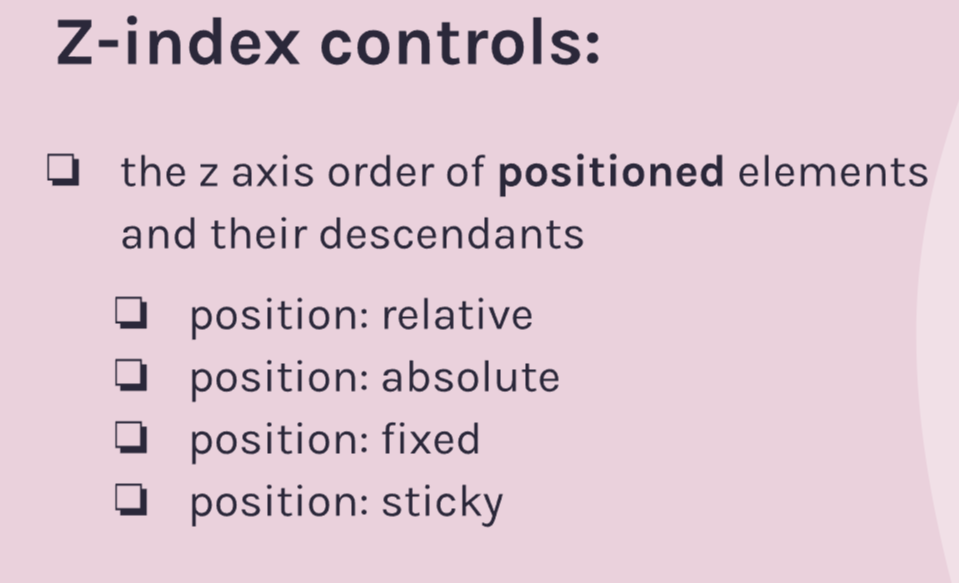 Z-index controls:
❏ the z axis order of positioned elements
and their descendants
❏ position: relative
❏ position: absolute
❏ position: fixed
❏ position: sticky